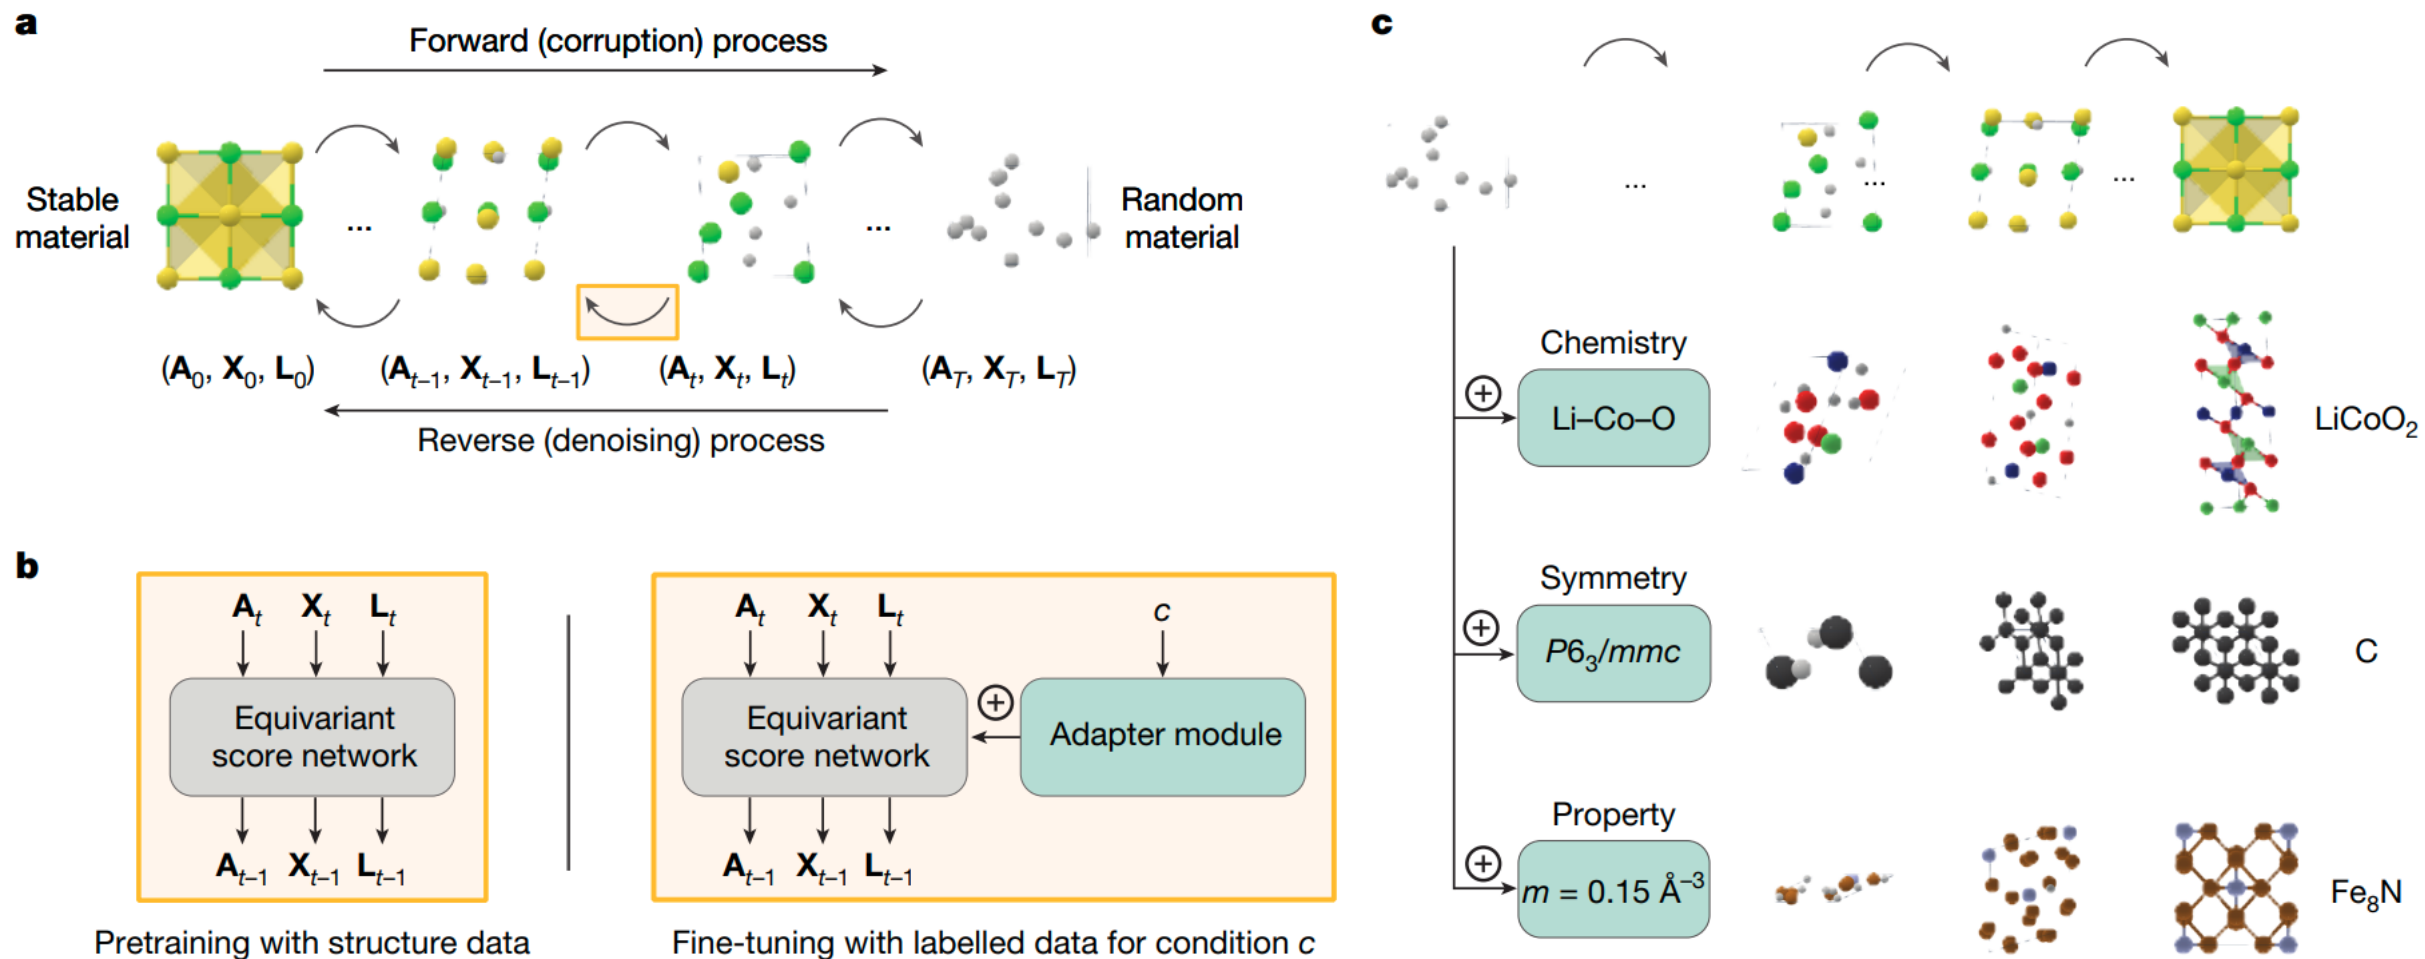 a
Forward (corruption) process
Stable
material
...
...
Random
material
(A0, X0, L0)
(At–1, Xt–1, Lt–1)
(At, Xt, Lt)
(AT, XT, LT)
Reverse (denoising) process
b
At Xt Lt
Equivariant
score network
At–1 Xt–1 Lt–1
Pretraining with structure data
At Xt Lt
c
Equivariant
score network
+
Adapter module
At–1 Xt–1 Lt–1
Fine-tuning with labelled data for condition c
c
...
...
...
Chemistry
+
Li–Co–O
LiCoO2
Symmetry
+
P63/mmc
C
Property
+
m = 0.15 Å–3
Fe8N